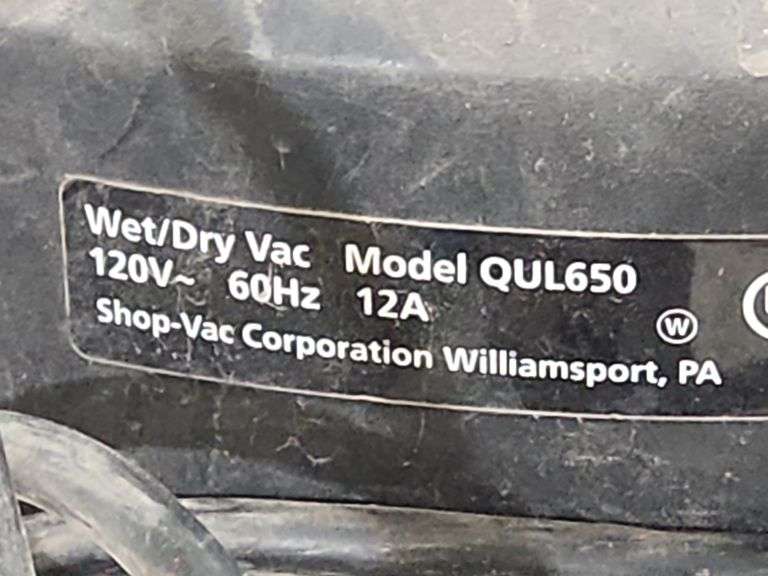 Wet/Dry Vac Model QUL650
120V~ 60Hz 12A
W
Shop-Vac Corporation Williamsport, PA